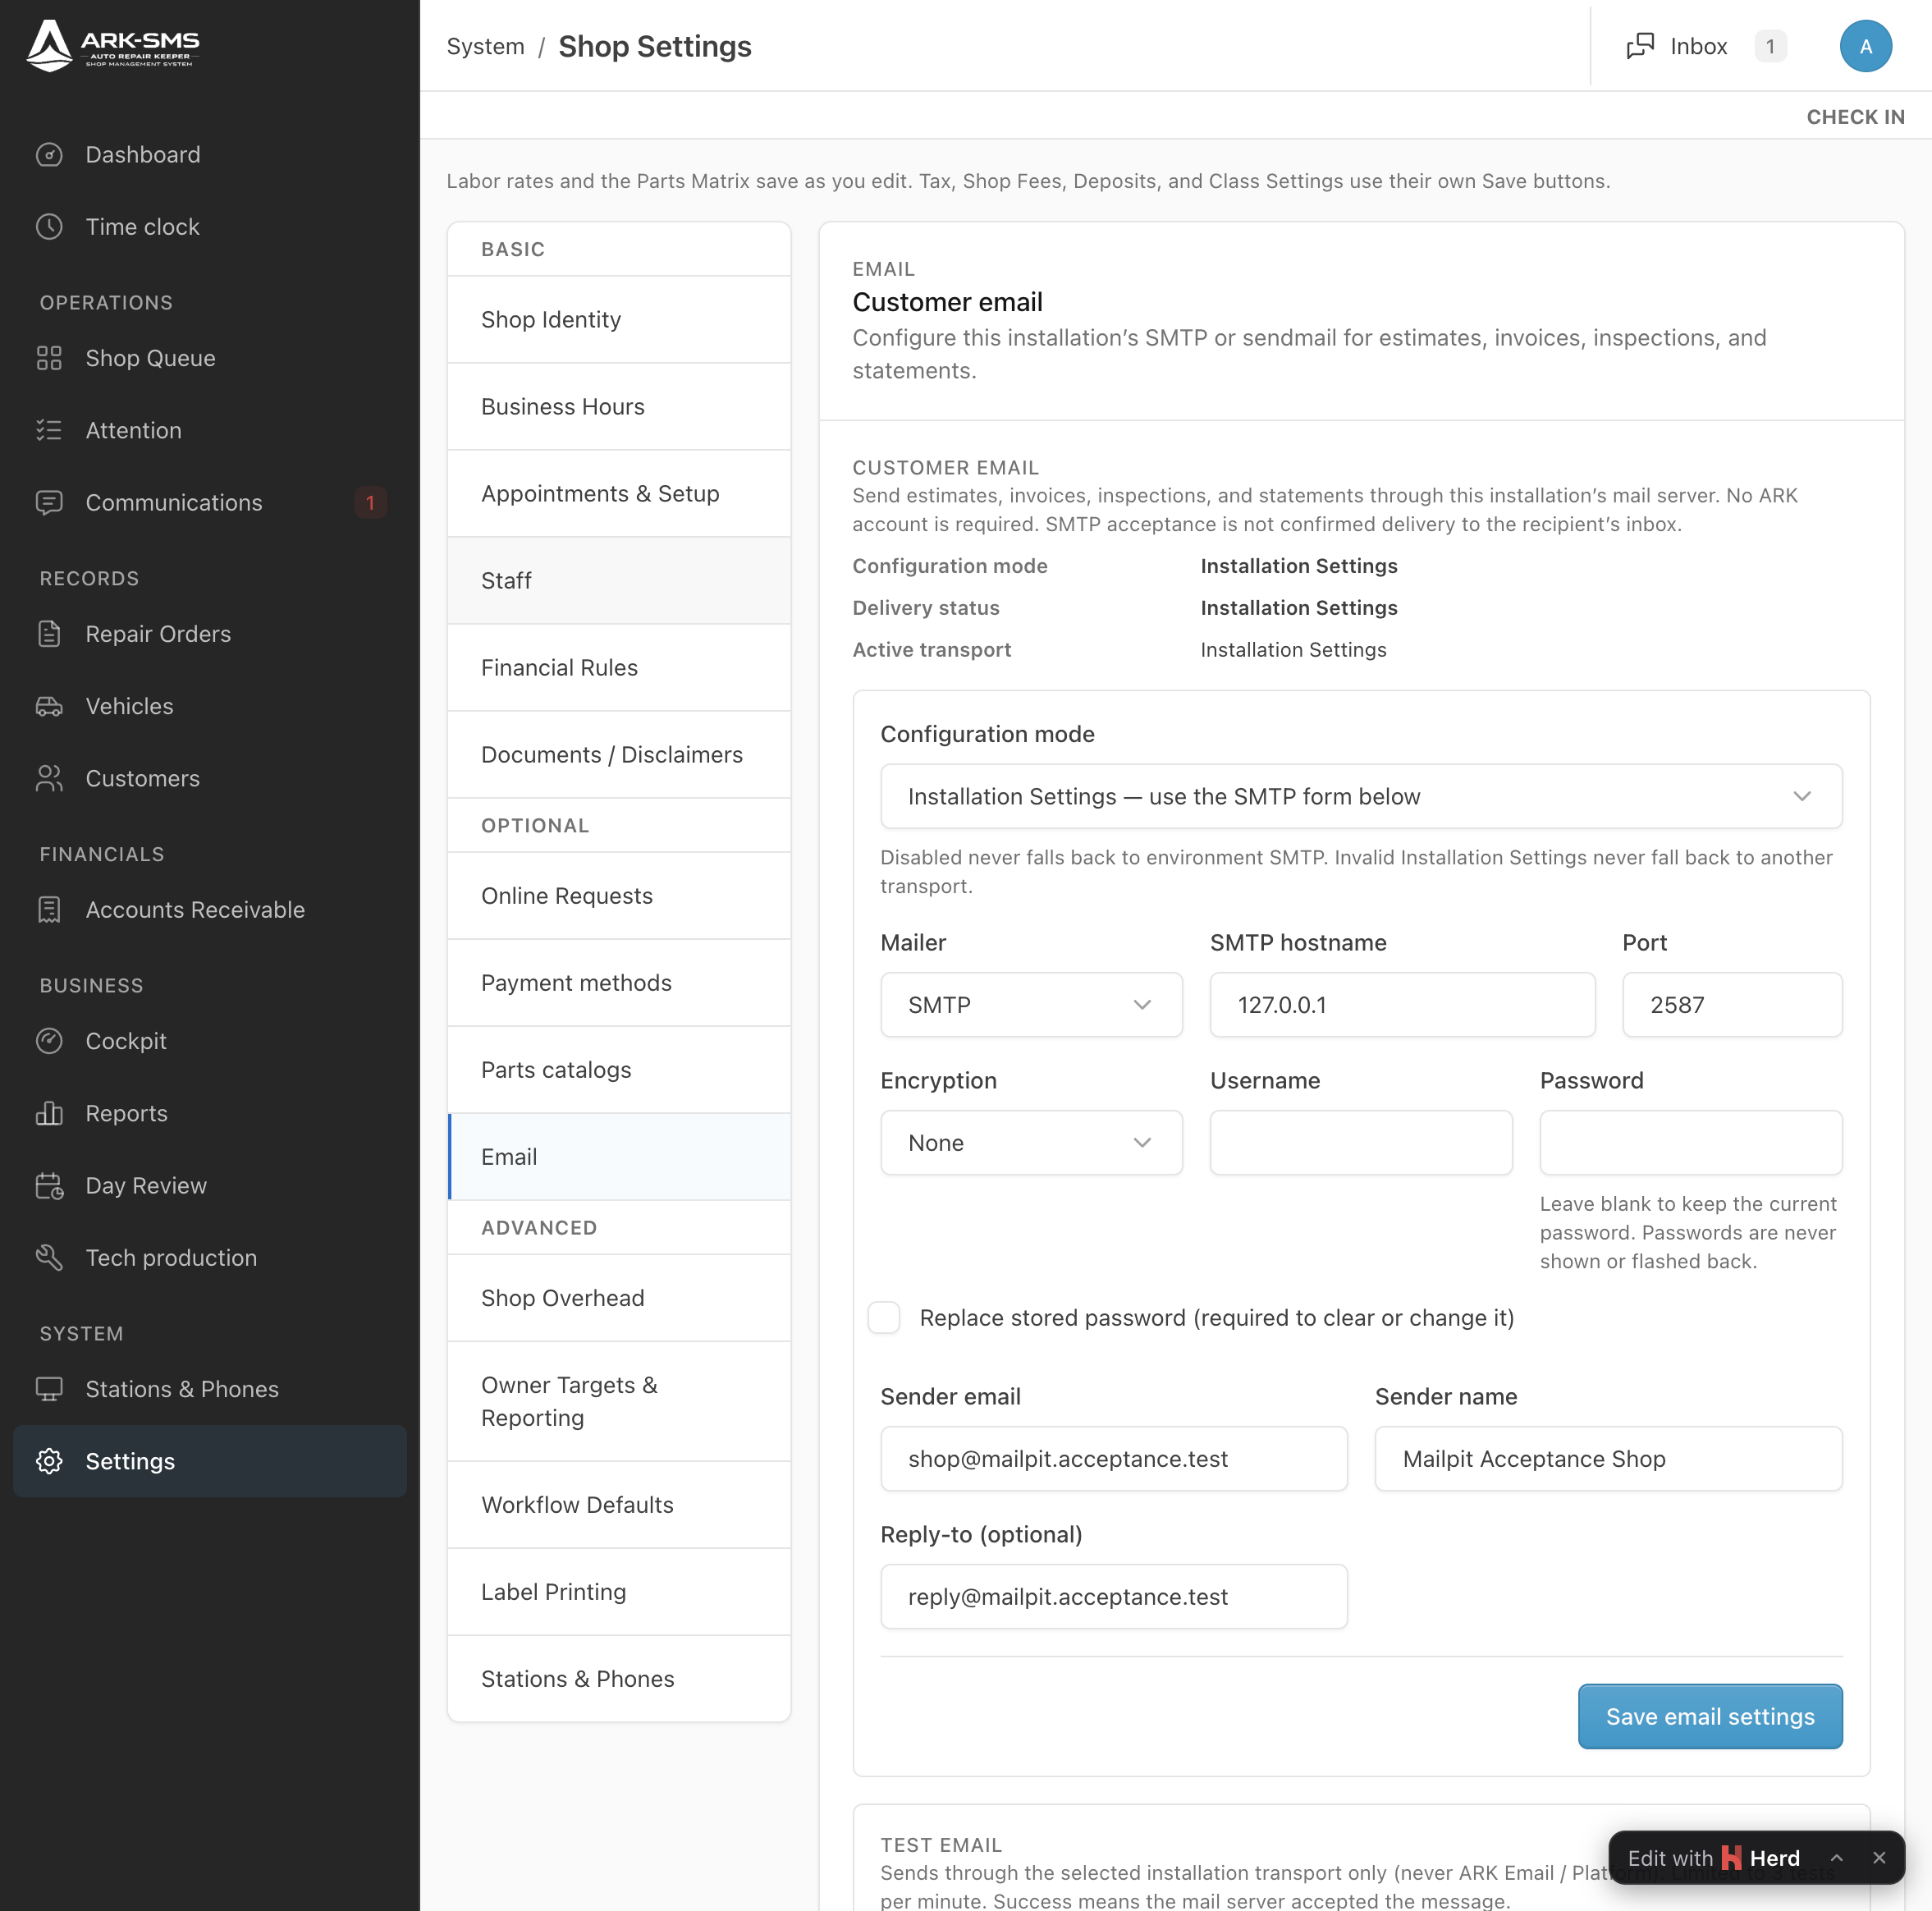 ARK-SMS
AUTO REPAIR KEEPER
SHOP MANAGEMENT SYSTEM
Dashboard
Time clock
OPERATIONS
Shop Queue
Attention
Communications 1
RECORDS
Repair Orders
Vehicles
Customers
FINANCIALS
Accounts Receivable
BUSINESS
Cockpit
Reports
Day Review
Tech production
SYSTEM
Stations & Phones
Settings
System / Shop Settings
Inbox 1
A
CHECK IN
Labor rates and the Parts Matrix save as you edit. Tax, Shop Fees, Deposits, and Class Settings use their own Save buttons.
BASIC
Shop Identity
Business Hours
Appointments & Setup
Staff
Financial Rules
Documents / Disclaimers
OPTIONAL
Online Requests
Payment methods
Parts catalogs
Email
ADVANCED
Shop Overhead
Owner Targets &
Reporting
Workflow Defaults
Label Printing
Stations & Phones
EMAIL
Customer email
Configure this installation’s SMTP or sendmail for estimates, invoices, inspections, and
statements.
CUSTOMER EMAIL
Send estimates, invoices, inspections, and statements through this installation’s mail server. No ARK
account is required. SMTP acceptance is not confirmed delivery to the recipient’s inbox.
Configuration mode Installation Settings
Delivery status Installation Settings
Active transport Installation Settings
Configuration mode
Installation Settings — use the SMTP form below
Disabled never falls back to environment SMTP. Invalid Installation Settings never fall back to another
transport.
Mailer SMTP hostname Port
SMTP 127.0.0.1 2587
Encryption Username Password
None
Leave blank to keep the current
password. Passwords are never
shown or flashed back.
Replace stored password (required to clear or change it)
Sender email Sender name
shop@mailpit.acceptance.test Mailpit Acceptance Shop
Reply-to (optional)
reply@mailpit.acceptance.test
Save email settings
TEST EMAIL
Sends through the selected installation transport only (never ARK Email / Platform). Limited to 3 tests
per minute. Success means the mail server accepted the message.
Edit with Herd